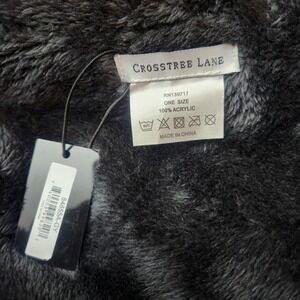 CROSSTREE LANE
RN139717
ONE SIZE
100% ACRYLIC
MADE IN CHINA